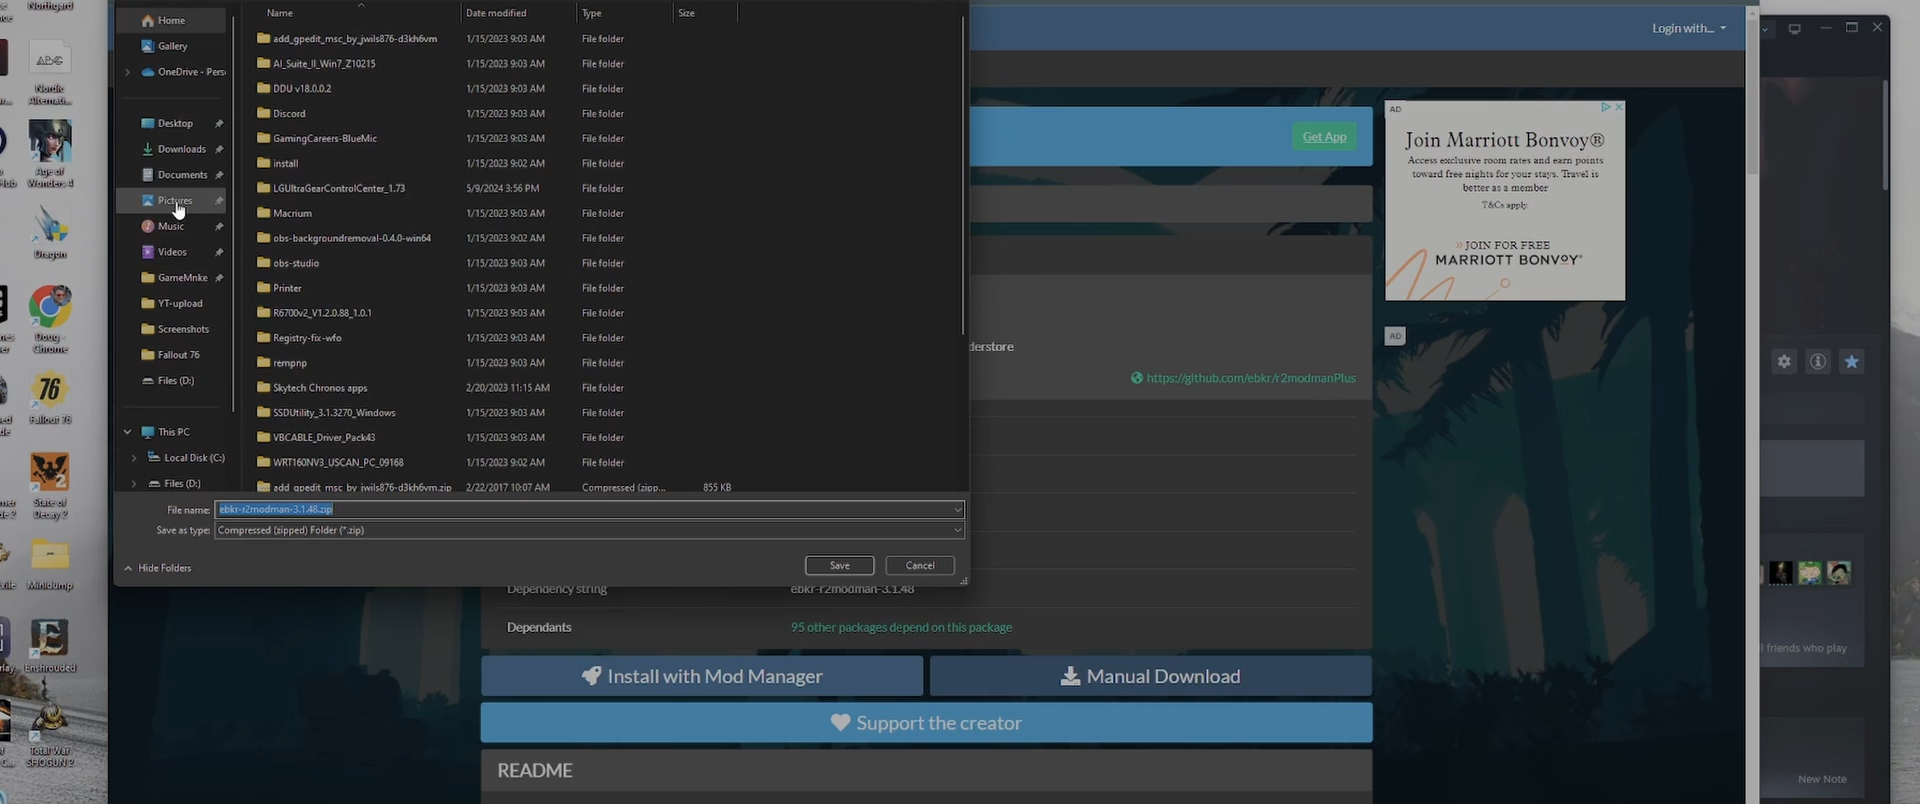 Northgard
Nordic
Alternati...
Age of
Wonders 4
Dragon
Doug -
Chrome
Fallout 76
State of
Decay 2
Minidump
Enshrouded
Total War
SHOGUN 2
Home
Gallery
OneDrive - Pers
Desktop
Downloads
Documents
Pictures
Music
Videos
GameMnke
YT-upload
Screenshots
Fallout 76
Files (D:)
This PC
Local Disk (C:)
Files (D:)
Name Date modified Type Size
add_gpedit_msc_by_jwils876-d3kh6vm 1/15/2023 9:03 AM File folder
AI_Suite_II_Win7_Z10215 1/15/2023 9:03 AM File folder
DDU v18.0.0.2 1/15/2023 9:03 AM File folder
Discord 1/15/2023 9:03 AM File folder
GamingCareers-BlueMic 1/15/2023 9:03 AM File folder
install 1/15/2023 9:02 AM File folder
LGUltraGearControlCenter_1.73 5/9/2024 3:56 PM File folder
Macrium 1/15/2023 9:03 AM File folder
obs-backgroundremoval-0.4.0-win64 1/15/2023 9:02 AM File folder
obs-studio 1/15/2023 9:03 AM File folder
Printer 1/15/2023 9:03 AM File folder
R6700v2_V1.2.0.88_1.0.1 1/15/2023 9:03 AM File folder
Registry-fix-wfo 1/15/2023 9:03 AM File folder
rempnp 1/15/2023 9:03 AM File folder
Skytech Chronos apps 2/20/2023 11:15 AM File folder
SSDUtility_3.1.3270_Windows 1/15/2023 9:03 AM File folder
VBCABLE_Driver_Pack43 1/15/2023 9:03 AM File folder
WRT160NV3_USCAN_PC_09168 1/15/2023 9:02 AM File folder
add_gpedit_msc_by_jwils876-d3kh6vm.zip 2/22/2017 10:07 AM Compressed (zipp... 855 KB
File name: ebkr-r2modman-3.1.48.zip
Save as type: Compressed (zipped) Folder (*.zip)
Hide Folders
Save Cancel
Login with...
Get App
AD
Join Marriott Bonvoy®
Access exclusive room rates and earn points
toward free nights for your stays. Travel is
better as a member
T&Cs apply.
» JOIN FOR FREE
MARRIOTT BONVOY®
AD
derstore
https://github.com/ebkr/r2modmanPlus
Dependency string ebkr-r2modman-3.1.48
Dependants 95 other packages depend on this package
Install with Mod Manager
Manual Download
Support the creator
README
friends who play
New Note